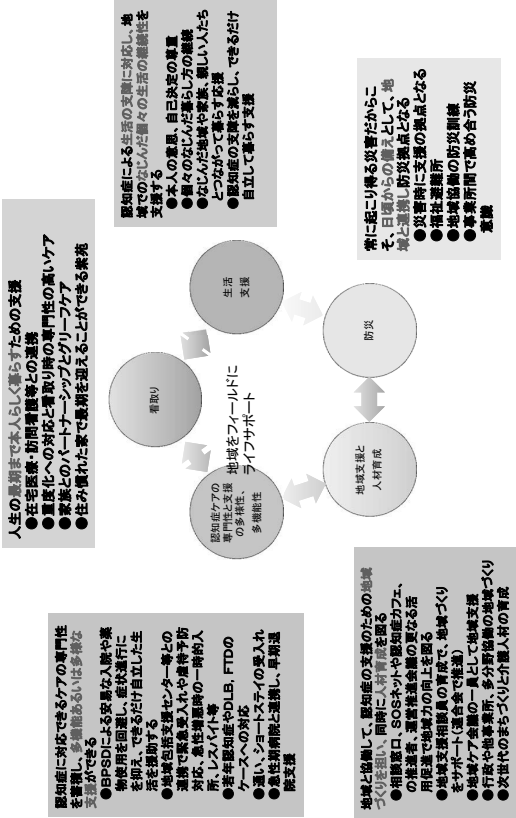 人生の最期まで本人らしく暮らすための支援
●在宅医療・訪問看護等との連携
●重度化への対応と看取り時の専門性の高いケア
●家族とのパートナーシップとグリーフケア
●住み慣れた家で最期を迎えることができる紫苑
認知症に対応できるケアの専門性
を蓄積し、多機能あるいは多様な
支援ができる
●BPSDによる安易な入院や薬
物使用を回避し、症状進行に
を抑え、できるだけ自立した生
活を援助する
●地域包括支援センター等との
連携で緊急受入れや虐待予防
対応、急性増悪時の一時的入
所、レスパイト等
●若年認知症やDLB、FTDの
ケースへの対応
●通い、ショートステイの受入れ
●急性期病院と連携し、早期退
院支援
認知症による生活の支障に対応し、地
域でのなじんだ個々の生活の継続性を
支援する
●本人の意思、自己決定の尊重
●個々のなじんだ暮らし方の継続
●なじんだ地域や家族、親しい人たち
とつながって暮らす応援
●認知症の支障を減らし、できるだけ
自立して暮らす支援
看取り
認知症ケアの
専門性と支援
の多様性、
多機能性
地域をフィールドに
ライフサポート
生活
支援
地域支援と
人材育成
防災
地域と協働して、認知症の支援のための地域
づくりを担い、同時に人材育成を図る
●相談窓口、SOSネットや認知症カフェ、
の推進者、運営推進会議の更なる活
用促進で地域力の向上を図る
●地域支援相談員の育成で、地域づくり
をサポート(連合会で推進)
●地域ケア会議の一員として地域支援
●行政や他事業所、多分野協働の地域づくり
●次世代のまちづくりと介護人材の育成
常に起こり得る災害だからこ
そ、日頃からの備えとして、地
域と連携し防災拠点となる
●災害時に支援の拠点となる
●福祉避難所
●地域協働の防災訓練
●事業所間で高め合う防災
意識